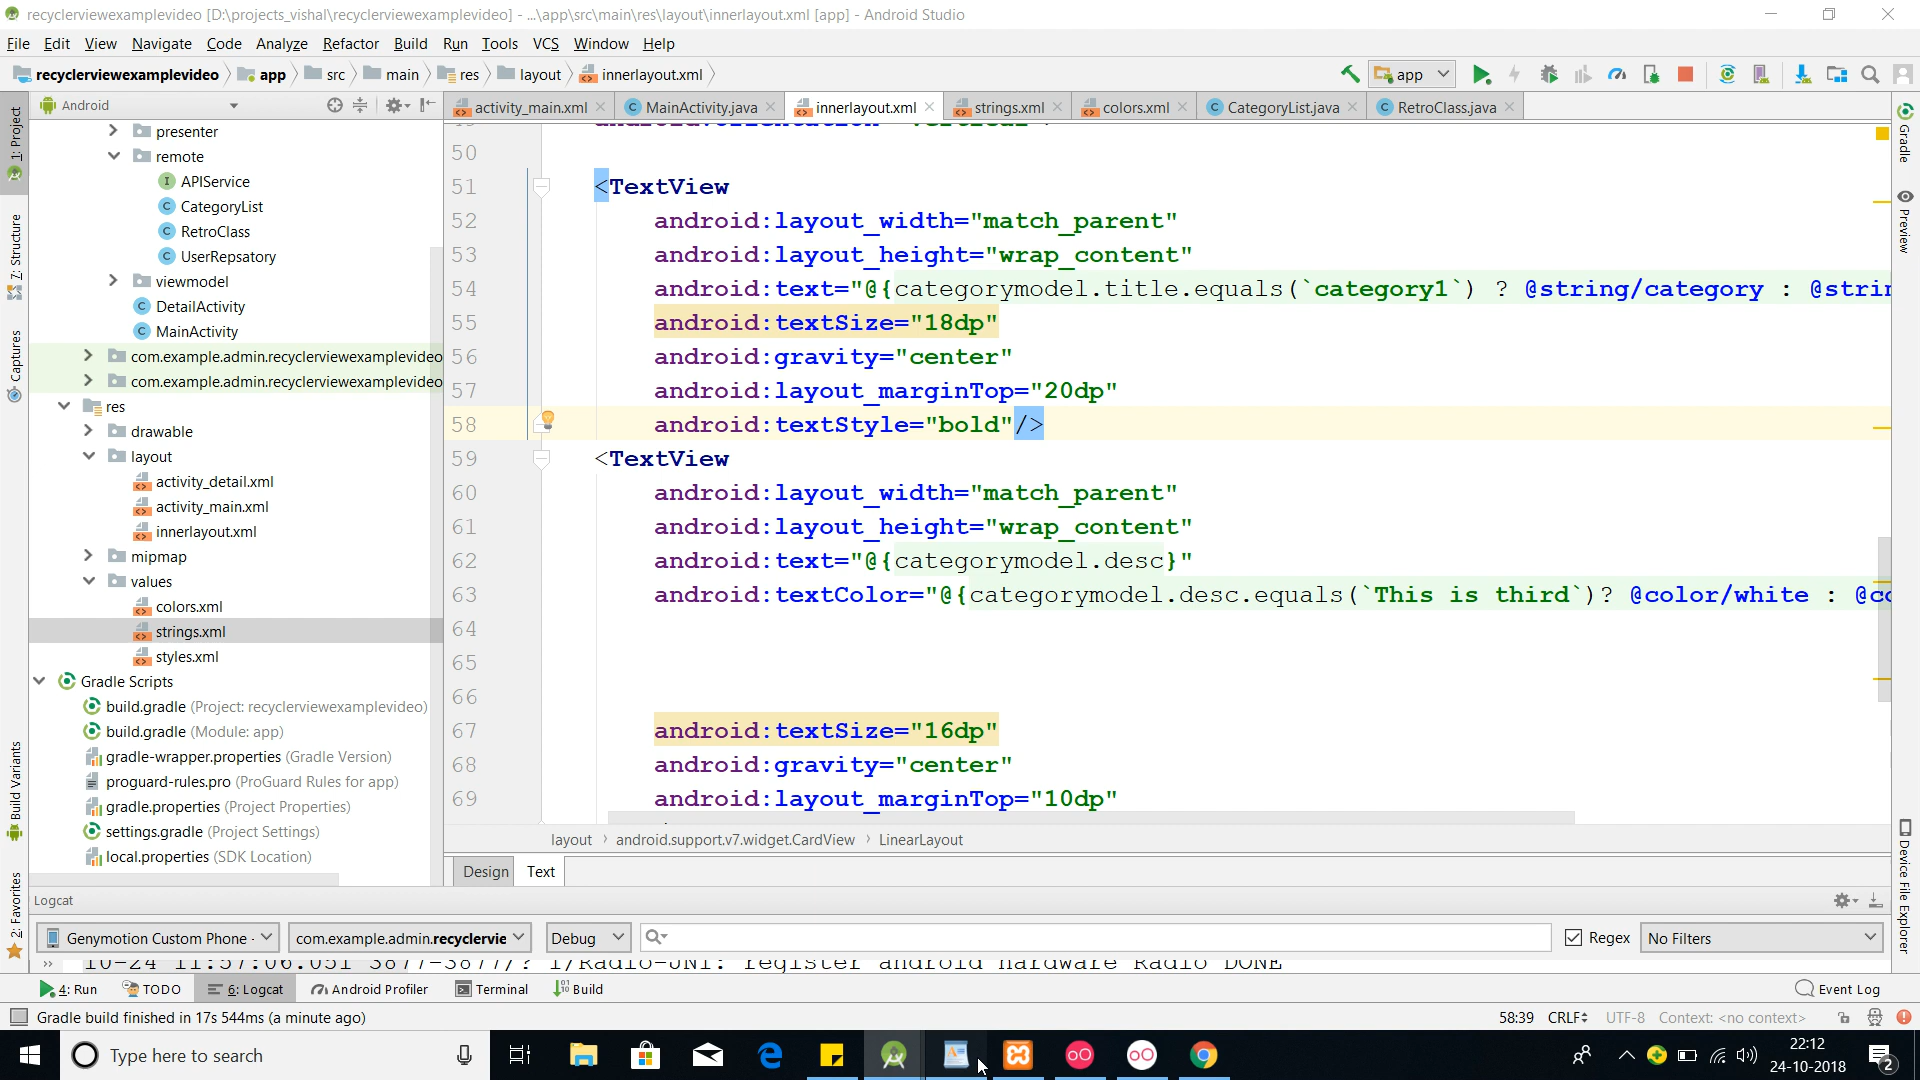 recyclerviewexamplevideo [D:\projects_vishal\recyclerviewexamplevideo] - ...\app\src\main\res\layout\innerlayout.xml [app] - Android Studio
File Edit View Navigate Code Analyze Refactor Build Run Tools VCS Window Help
recyclerviewexamplevideo app src main res layout innerlayout.xml app
Android
activity_main.xml MainActivity.java innerlayout.xml strings.xml colors.xml CategoryList.java RetroClass.java
1: Project
7: Structure
Captures
Build Variants
2: Favorites
presenter
remote
APIService
CategoryList
RetroClass
UserRepsatory
viewmodel
DetailActivity
MainActivity
com.example.admin.recyclerviewexamplevideo
com.example.admin.recyclerviewexamplevideo
res
drawable
layout
activity_detail.xml
activity_main.xml
innerlayout.xml
mipmap
values
colors.xml
strings.xml
styles.xml
Gradle Scripts
build.gradle (Project: recyclerviewexamplevideo)
build.gradle (Module: app)
gradle-wrapper.properties (Gradle Version)
proguard-rules.pro (ProGuard Rules for app)
gradle.properties (Project Properties)
settings.gradle (Project Settings)
local.properties (SDK Location)
50
51 <TextView
52 android:layout_width="match_parent"
53 android:layout_height="wrap_content"
54 android:text="@{categorymodel.title.equals(`category1`) ? @string/category : @strin
55 android:textSize="18dp"
56 android:gravity="center"
57 android:layout_marginTop="20dp"
58 android:textStyle="bold"/>
59 <TextView
60 android:layout_width="match_parent"
61 android:layout_height="wrap_content"
62 android:text="@{categorymodel.desc}"
63 android:textColor="@{categorymodel.desc.equals(`This is third`)? @color/white : @co
64
65
66
67 android:textSize="16dp"
68 android:gravity="center"
69 android:layout_marginTop="10dp"
layout android.support.v7.widget.CardView LinearLayout
Design Text
Gradle
Preview
Device File Explorer
Logcat
Genymotion Custom Phone - com.example.admin.recyclervie Debug Regex No Filters
10-24 11:57:06.051 3877-3877/? I/Radio-JNI: register_android_hardware_Radio DONE
4: Run TODO 6: Logcat Android Profiler Terminal Build Event Log
Gradle build finished in 17s 544ms (a minute ago) 58:39 CRLF UTF-8 Context: <no context>
Type here to search
22:12
24-10-2018
2